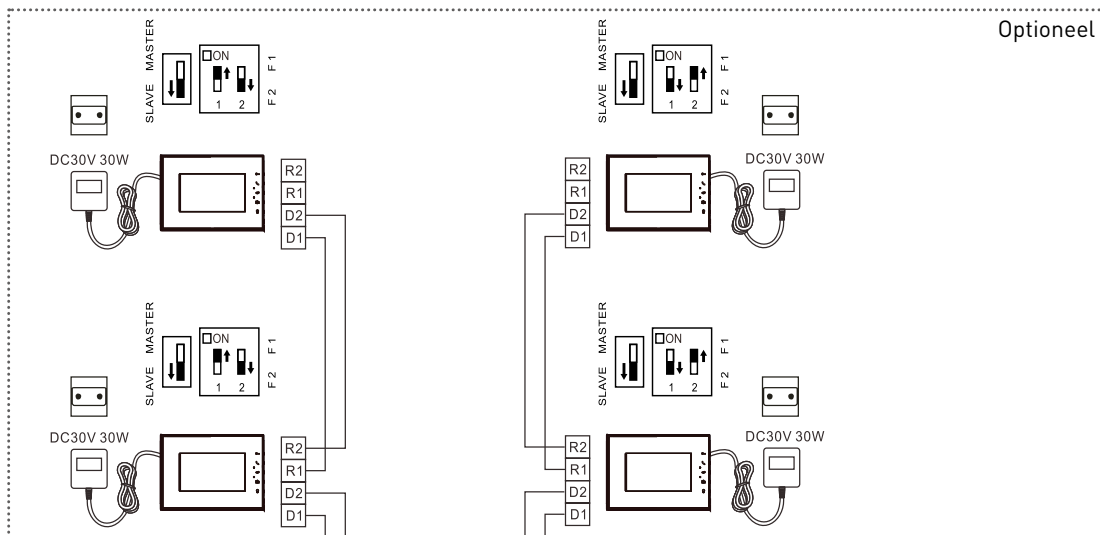 Optioneel
SLAVE MASTER
ON
1 2
F2 F1
DC30V 30W
R2
R1
D2
D1
SLAVE MASTER
ON
1 2
F2 F1
DC30V 30W
R2
R1
D2
D1
SLAVE MASTER
ON
1 2
F2 F1
DC30V 30W
R2
R1
D2
D1
SLAVE MASTER
ON
1 2
F2 F1
DC30V 30W
R2
R1
D2
D1